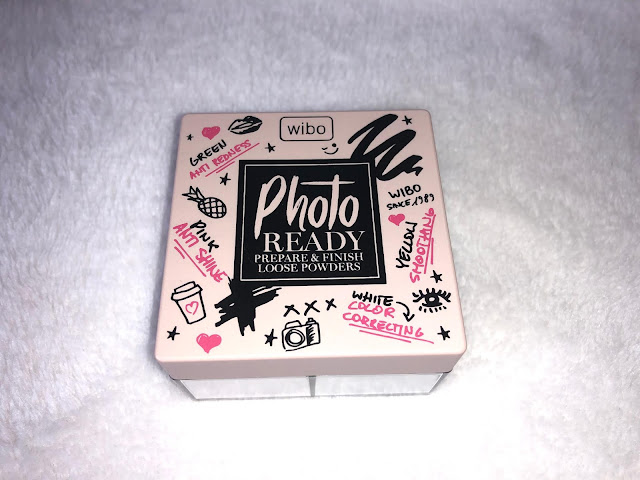 wibo
GREEN
ANTI REDNESS
WIBO
SINCE 1989
Photo
READY
PREPARE & FINISH
LOOSE POWDERS
PINK
ANTI SHINE
YELLOW
SMOOTHING
XXX
WHITE
COLOR
CORRECTING